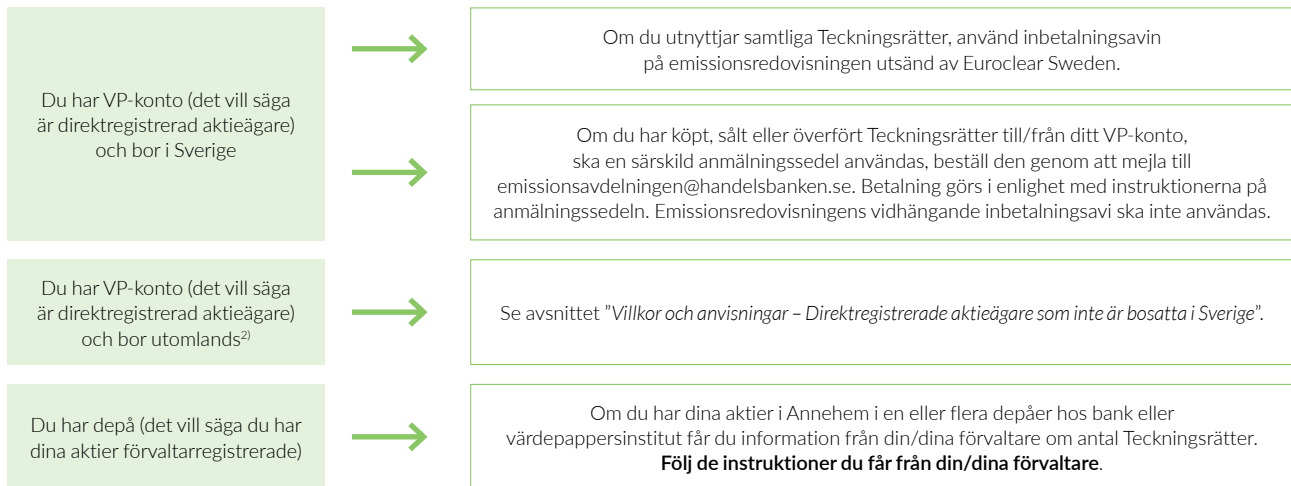 Du har VP-konto (det vill säga
är direktregistrerad aktieägare)
och bor i Sverige
Om du utnyttjar samtliga Teckningsrätter, använd inbetalningsavin
på emissionsredovisningen utsänd av Euroclear Sweden.
Om du har köpt, sålt eller överfört Teckningsrätter till/från ditt VP-konto,
ska en särskild anmälningssedel användas, beställ den genom att mejla till
emissionsavdelningen@handelsbanken.se. Betalning görs i enlighet med instruktionerna på
anmälningssedeln. Emissionsredovisningens vidhängande inbetalningsavi ska inte användas.
Du har VP-konto (det vill säga
är direktregistrerad aktieägare)
och bor utomlands2)
Se avsnittet ”Villkor och anvisningar – Direktregistrerade aktieägare som inte är bosatta i Sverige”.
Du har depå (det vill säga du har
dina aktier förvaltarregistrerade)
Om du har dina aktier i Annehem i en eller flera depåer hos bank eller
värdepappersinstitut får du information från din/dina förvaltare om antal Teckningsrätter.
Följ de instruktioner du får från din/dina förvaltare.